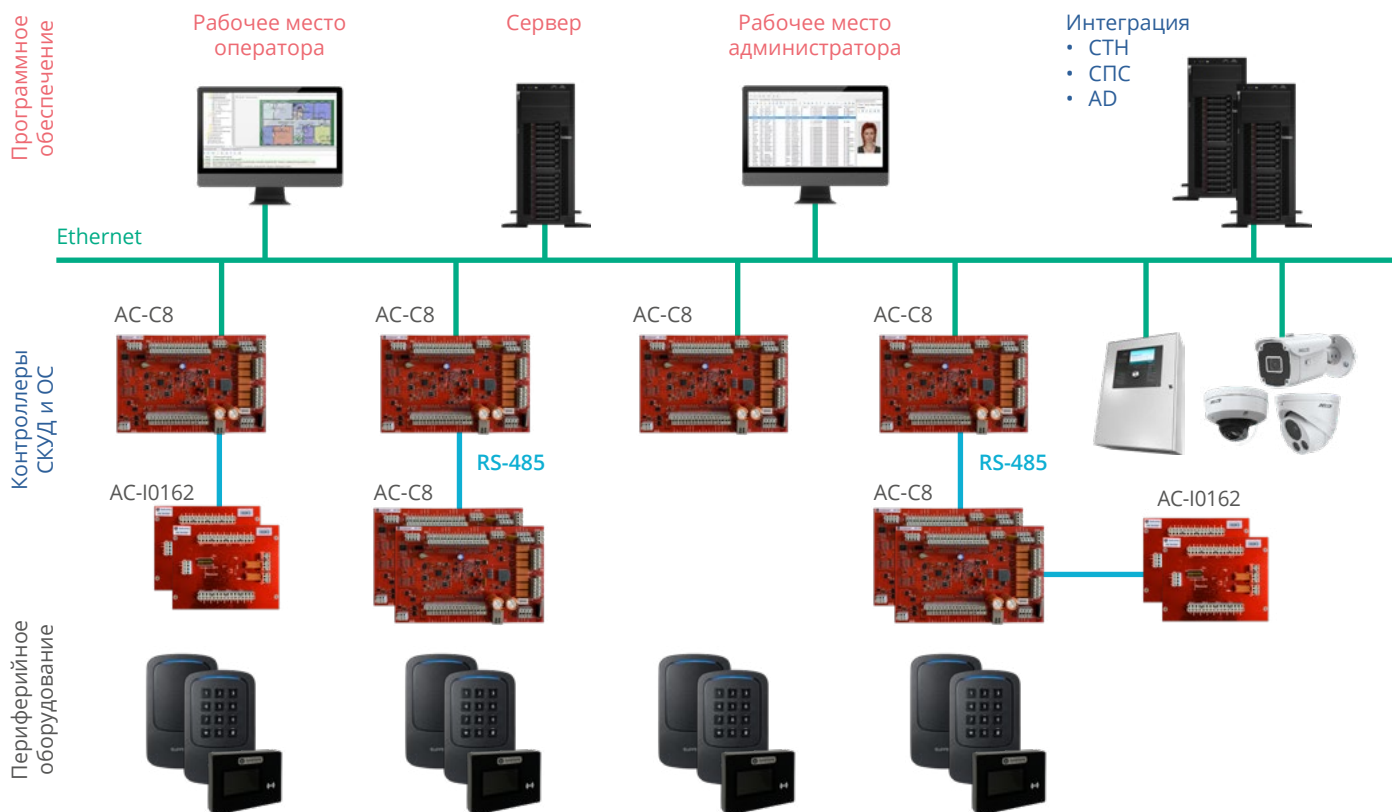 Программное
обеспечение
Рабочее место
оператора
Сервер
Рабочее место
администратора
Интеграция
• СТН
• СПС
• AD
Ethernet
Контроллеры
СКУД и ОС
AC-C8
AC-C8
AC-C8
AC-C8
RS-485
RS-485
AC-I0162
AC-C8
AC-C8
AC-I0162
Периферийное
оборудование